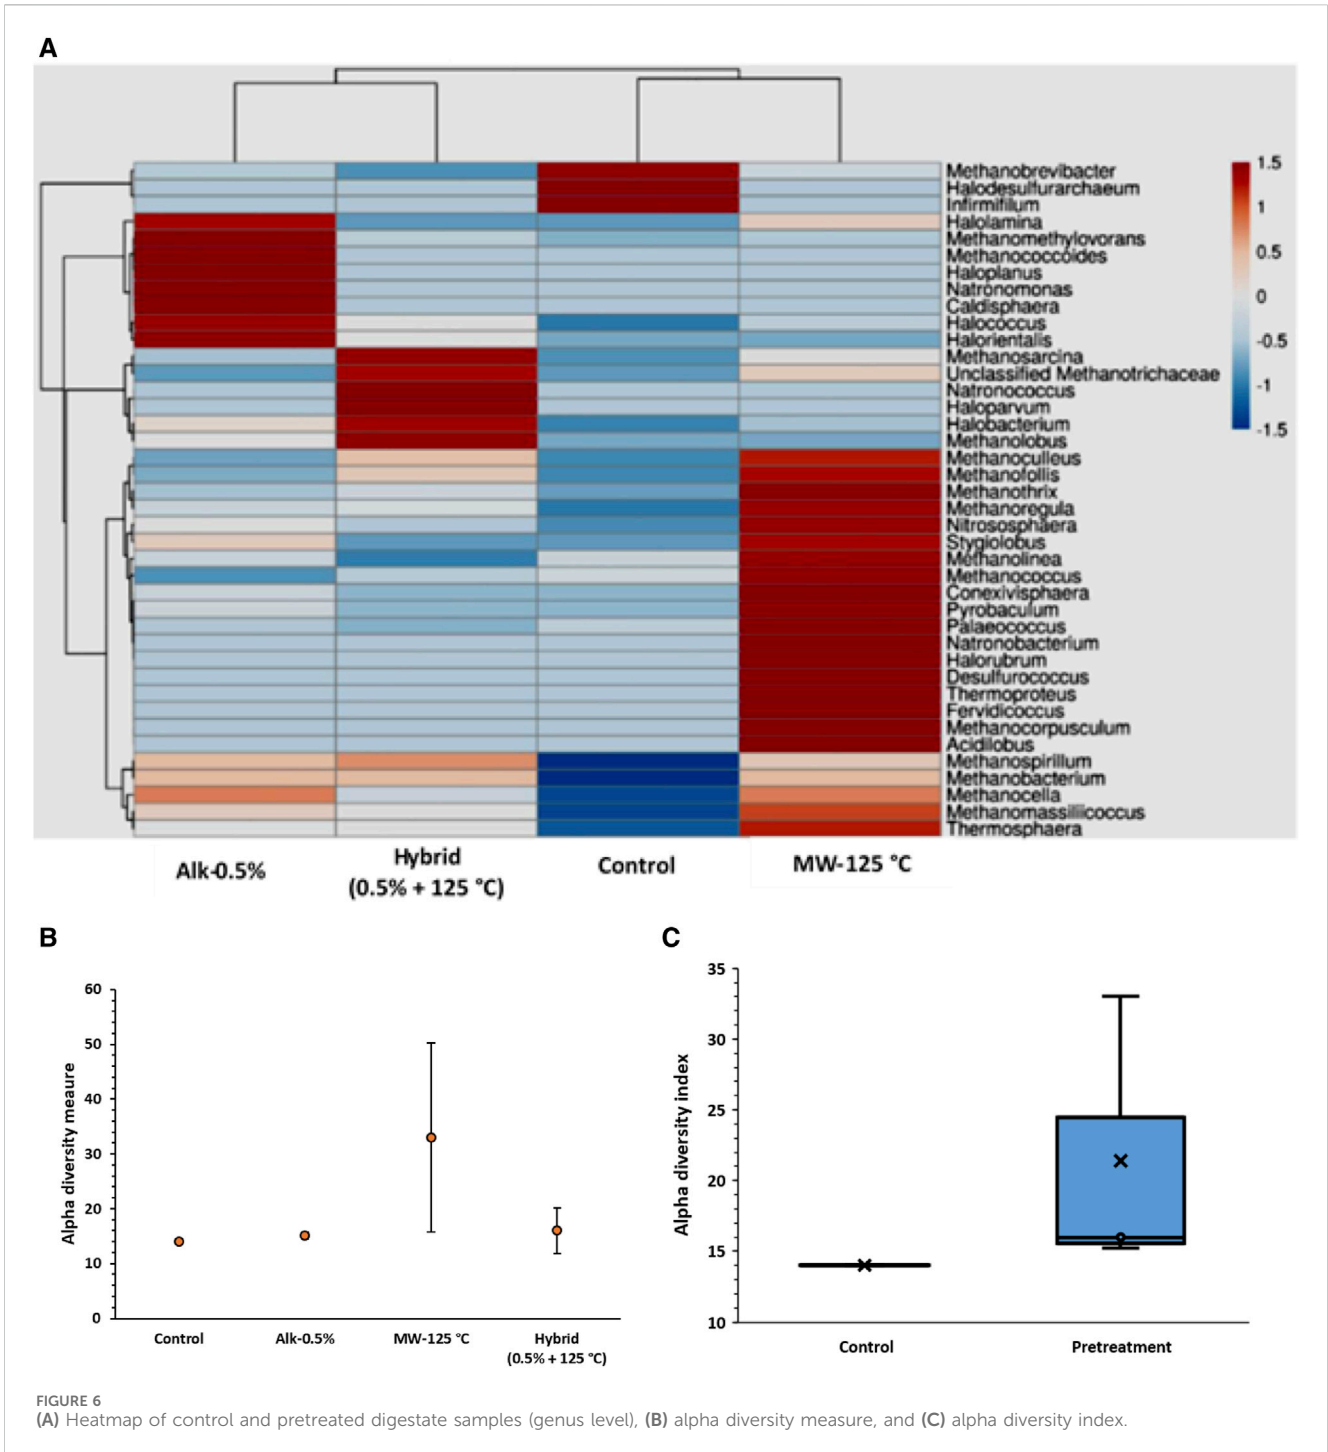 A
Methanobrevibacter
Halodesulfurarchaeum
Infirmifilum
Halolamina
Methanomethylovorans
Methanococcoides
Haloplanus
Natronomonas
Caldisphaera
Halococcus
Halorientalis
Methanosarcina
Unclassified Methanotrichaceae
Natronococcus
Haloparvum
Halobacterium
Methanolobus
Methanoculleus
Methanofollis
Methanothrix
Methanoregula
Nitrososphaera
Stygiolobus
Methanolinea
Methanococcus
Conexivisphaera
Pyrobaculum
Palaeococcus
Natronobacterium
Halorubrum
Desulfurococcus
Thermoproteus
Fervidicoccus
Methanocorpusculum
Acidilobus
Methanospirillum
Methanobacterium
Methanocella
Methanomassiliicoccus
Thermosphaera
1.5
1
0.5
0
-0.5
-1
-1.5
Alk-0.5%
Hybrid
(0.5% + 125 °C)
Control
MW-125 °C
B
Alpha diversity meaure
60
50
40
30
20
10
0
Control
Alk-0.5%
MW-125 °C
Hybrid
(0.5% + 125 °C)
C
Alpha diversity index
35
30
25
20
15
10
Control
Pretreatment
FIGURE 6
(A) Heatmap of control and pretreated digestate samples (genus level), (B) alpha diversity measure, and (C) alpha diversity index.